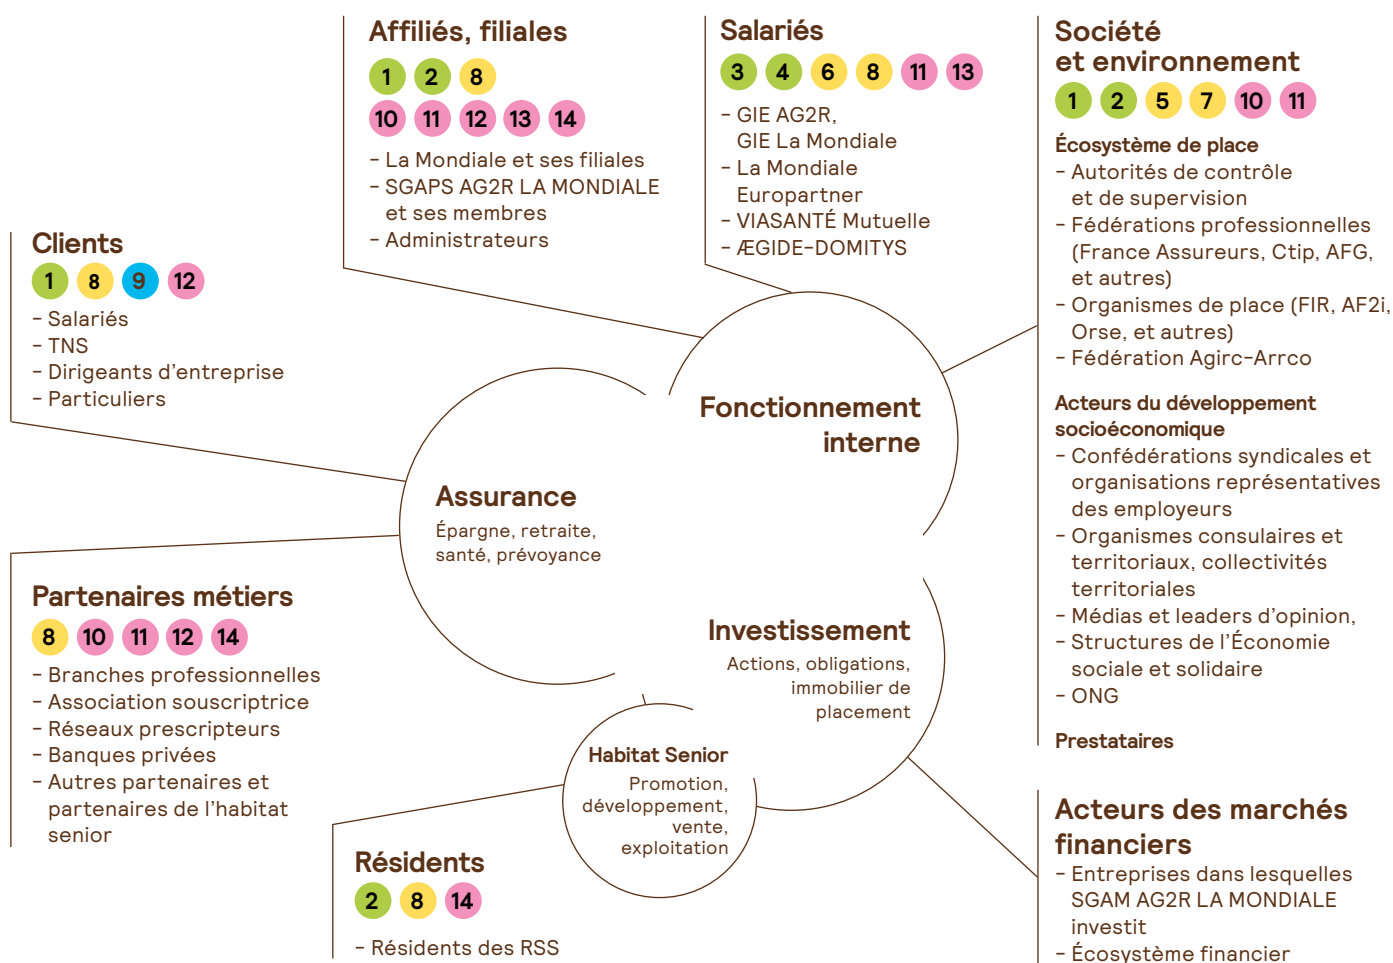 Affiliés, filiales
1 2 8
10 11 12 13 14
- La Mondiale et ses filiales
- SGAPS AG2R LA MONDIALE
et ses membres
- Administrateurs
Salariés
3 4 6 8 11 13
- GIE AG2R,
GIE La Mondiale
- La Mondiale
Europartner
- VIASANTÉ Mutuelle
- ÆGIDE-DOMITYS
Société
et environnement
1 2 5 7 10 11
Écosystème de place
- Autorités de contrôle
et de supervision
- Fédérations professionnelles
(France Assureurs, Ctip, AFG,
et autres)
- Organismes de place (FIR, AF2i,
Orse, et autres)
- Fédération Agirc-Arrco
Acteurs du développement
socioéconomique
- Confédérations syndicales et
organisations représentatives
des employeurs
- Organismes consulaires et
territoriaux, collectivités
territoriales
- Médias et leaders d'opinion,
- Structures de l'Économie
sociale et solidaire
- ONG
Prestataires
Clients
1 8 9 12
- Salariés
- TNS
- Dirigeants d'entreprise
- Particuliers
Fonctionnement
interne
Assurance
Épargne, retraite,
santé, prévoyance
Partenaires métiers
8 10 11 12 14
- Branches professionnelles
- Association souscriptrice
- Réseaux prescripteurs
- Banques privées
- Autres partenaires et
partenaires de l'habitat
senior
Investissement
Actions, obligations,
immobilier de
placement
Habitat Senior
Promotion,
développement,
vente,
exploitation
Résidents
2 8 14
- Résidents des RSS
Acteurs des marchés
financiers
- Entreprises dans lesquelles
SGAM AG2R LA MONDIALE
investit
- Écosystème financier